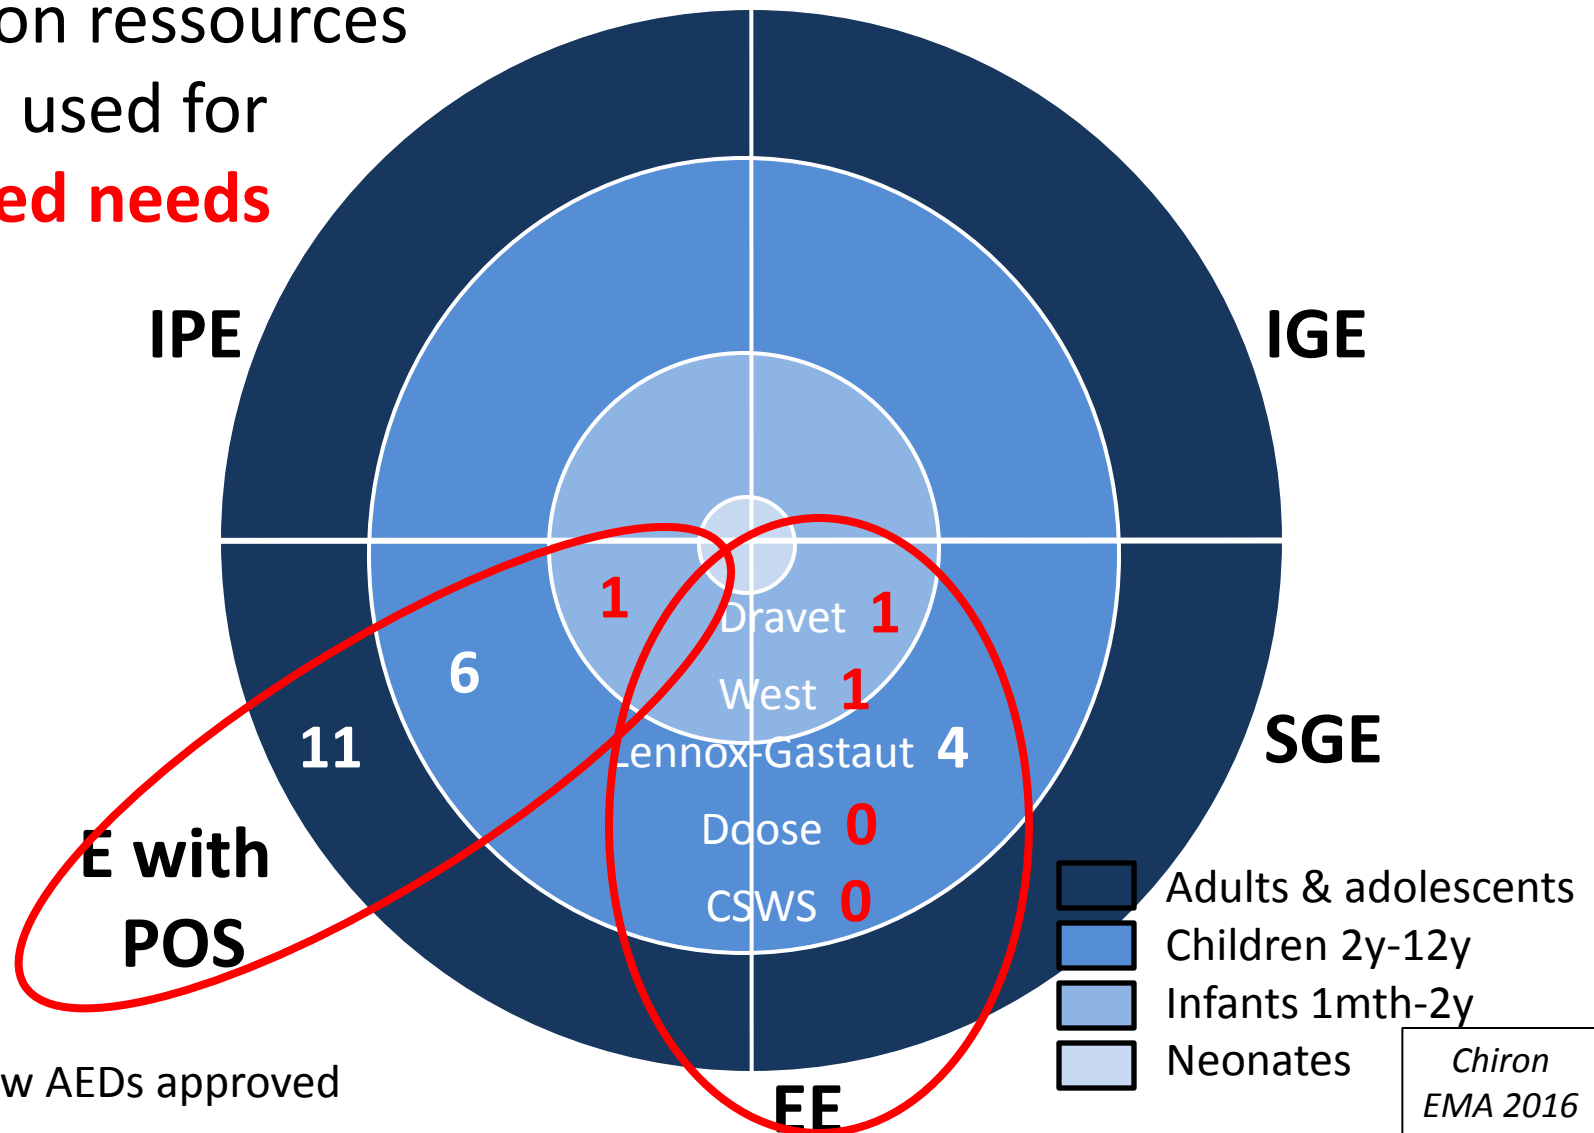 on ressources
used for
ed needs
IPE
IGE
1
Dravet 1
6
West 1
11
Lennox-Gastaut 4
SGE
Doose 0
E with
POS
CSWS 0
Adults & adolescents
Children 2y-12y
Infants 1mth-2y
Neonates
w AEDs approved
EE
Chiron
EMA 2016